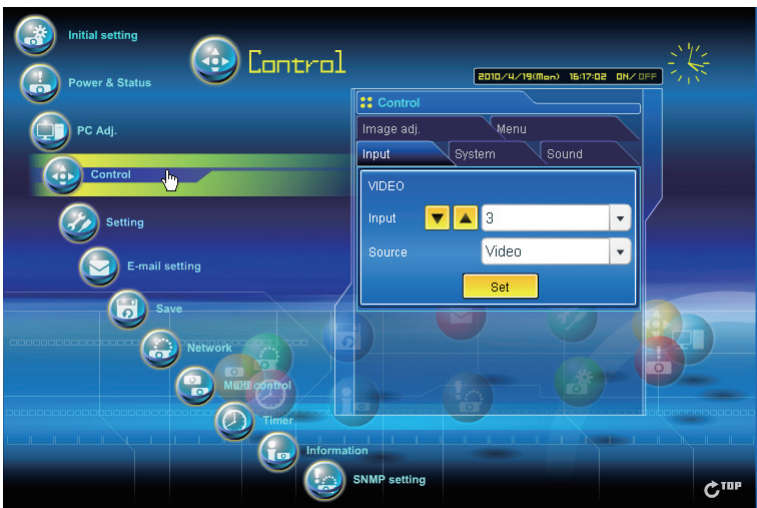 Initial setting
Power & Status
PC Adj.
Control
Setting
E-mail setting
Save
Network
Multi control
Timer
Information
SNMP setting
Control
2010/4/19(Mon) 16:17:02 ON/OFF
Control
Image adj. Menu
Input System Sound
VIDEO
Input 3
Source Video
Set
TOP